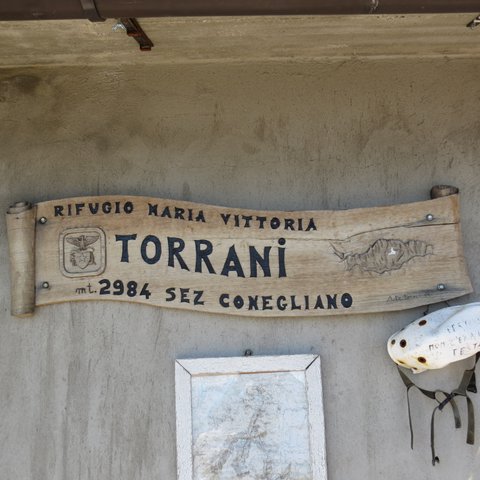 RIFUGIO MARIA VITTORIA
TORRANi
mt. 2984 SEZ CONEGLIANO